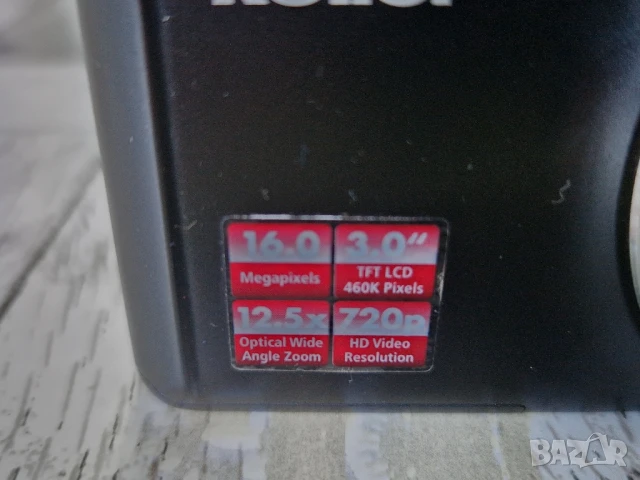 16.0
Megapixels
3.0"
TFT LCD
460K Pixels
12.5x
Optical Wide
Angle Zoom
720p
HD Video
Resolution
BAZAR